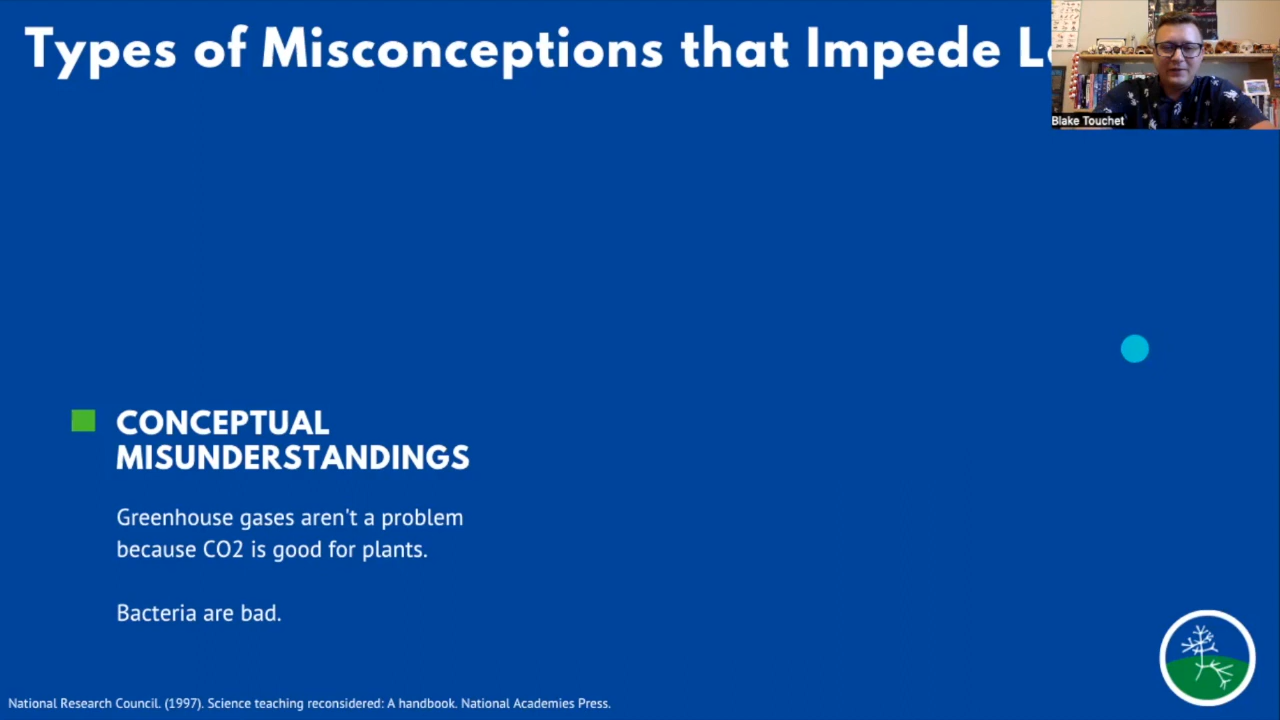 Types of Misconceptions that Impede
Blake Touchet
CONCEPTUAL
MISUNDERSTANDINGS
Greenhouse gases aren't a problem
because CO2 is good for plants.
Bacteria are bad.
National Research Council. (1997). Science teaching reconsidered: A handbook. National Academies Press.